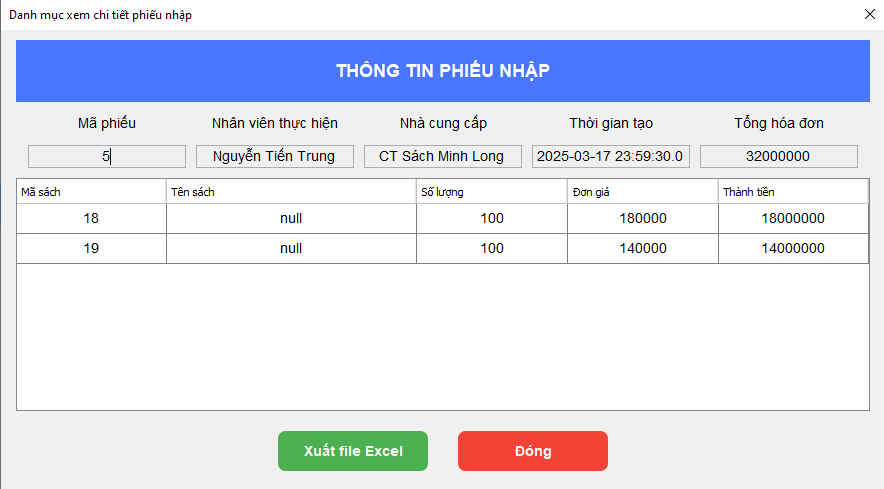 Danh mục xem chi tiết phiếu nhập
THÔNG TIN PHIẾU NHẬP
Mã phiếu Nhân viên thực hiện Nhà cung cấp Thời gian tạo Tổng hóa đơn
5 Nguyễn Tiến Trung CT Sách Minh Long 2025-03-17 23:59:30.0 32000000
Mã sách Tên sách Số lượng Đơn giá Thành tiền
18 null 100 180000 18000000
19 null 100 140000 14000000
Xuất file Excel Đóng